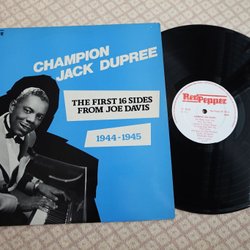 CHAMPION
JACK DUPREE
THE FIRST 16 SIDES
FROM JOE DAVIS
1944-1945
Red Pepper